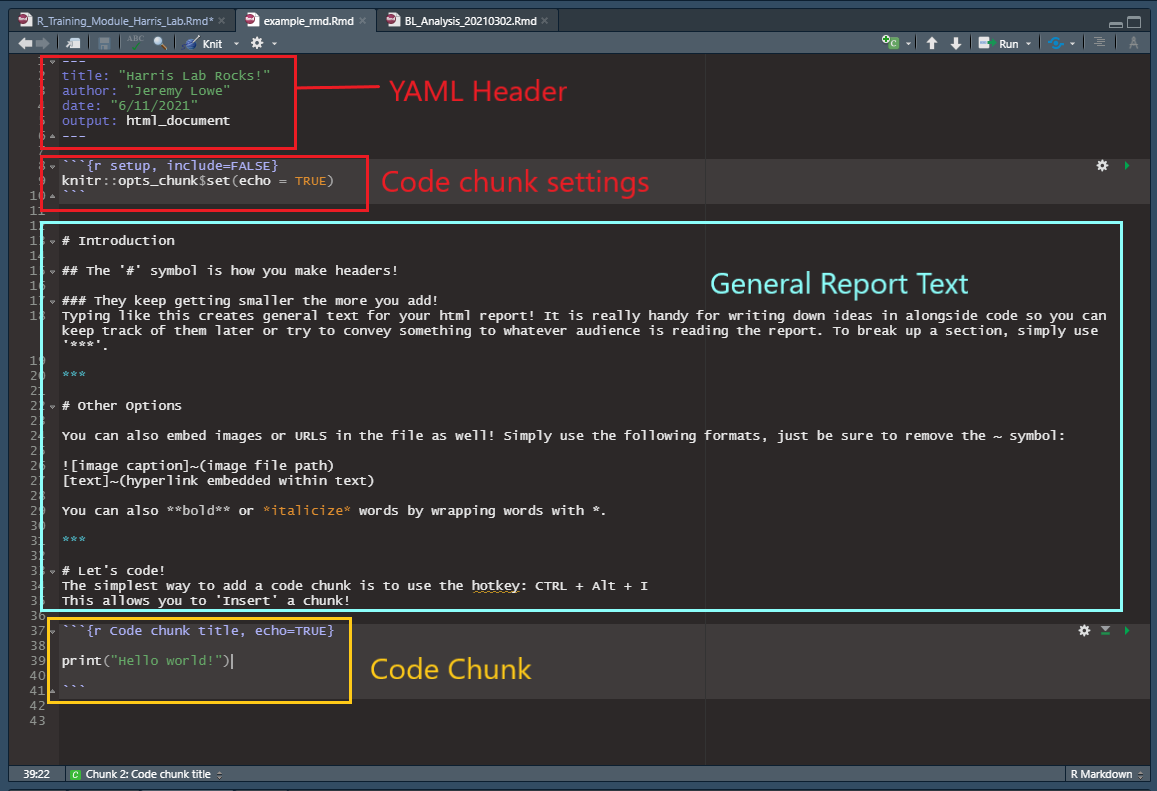 R_Training_Module_Harris_Lab.Rmd* × example_rmd.Rmd × BL_Analysis_20210302.Rmd ×
ABC Knit Run
1 ---
2 title: "Harris Lab Rocks!"
3 author: "Jeremy Lowe"
4 date: "6/11/2021"
5 output: html_document
6 ---
YAML Header
7
8 ```{r setup, include=FALSE}
9 knitr::opts_chunk$set(echo = TRUE)
10 ```
Code chunk settings
11
12
13 # Introduction
14
15 ## The '#' symbol is how you make headers!
16
General Report Text
17 ### They keep getting smaller the more you add!
18 Typing like this creates general text for your html report! It is really handy for writing down ideas in alongside code so you can
keep track of them later or try to convey something to whatever audience is reading the report. To break up a section, simply use
'***'.
19
20 ***
21
22 # Other Options
23
24 You can also embed images or URLS in the file as well! Simply use the following formats, just be sure to remove the ~ symbol:
25
26 ![image caption]~(image file path)
27 [text]~(hyperlink embedded within text)
28
29 You can also **bold** or *italicize* words by wrapping words with *.
30
31 ***
32
33 # Let's code!
34 The simplest way to add a code chunk is to use the hotkey: CTRL + Alt + I
35 This allows you to 'Insert' a chunk!
36
37 ```{r Code chunk title, echo=TRUE}
38
39 print("Hello world!")
40
41 ```
Code Chunk
42
43
39:22 C Chunk 2: Code chunk title R Markdown